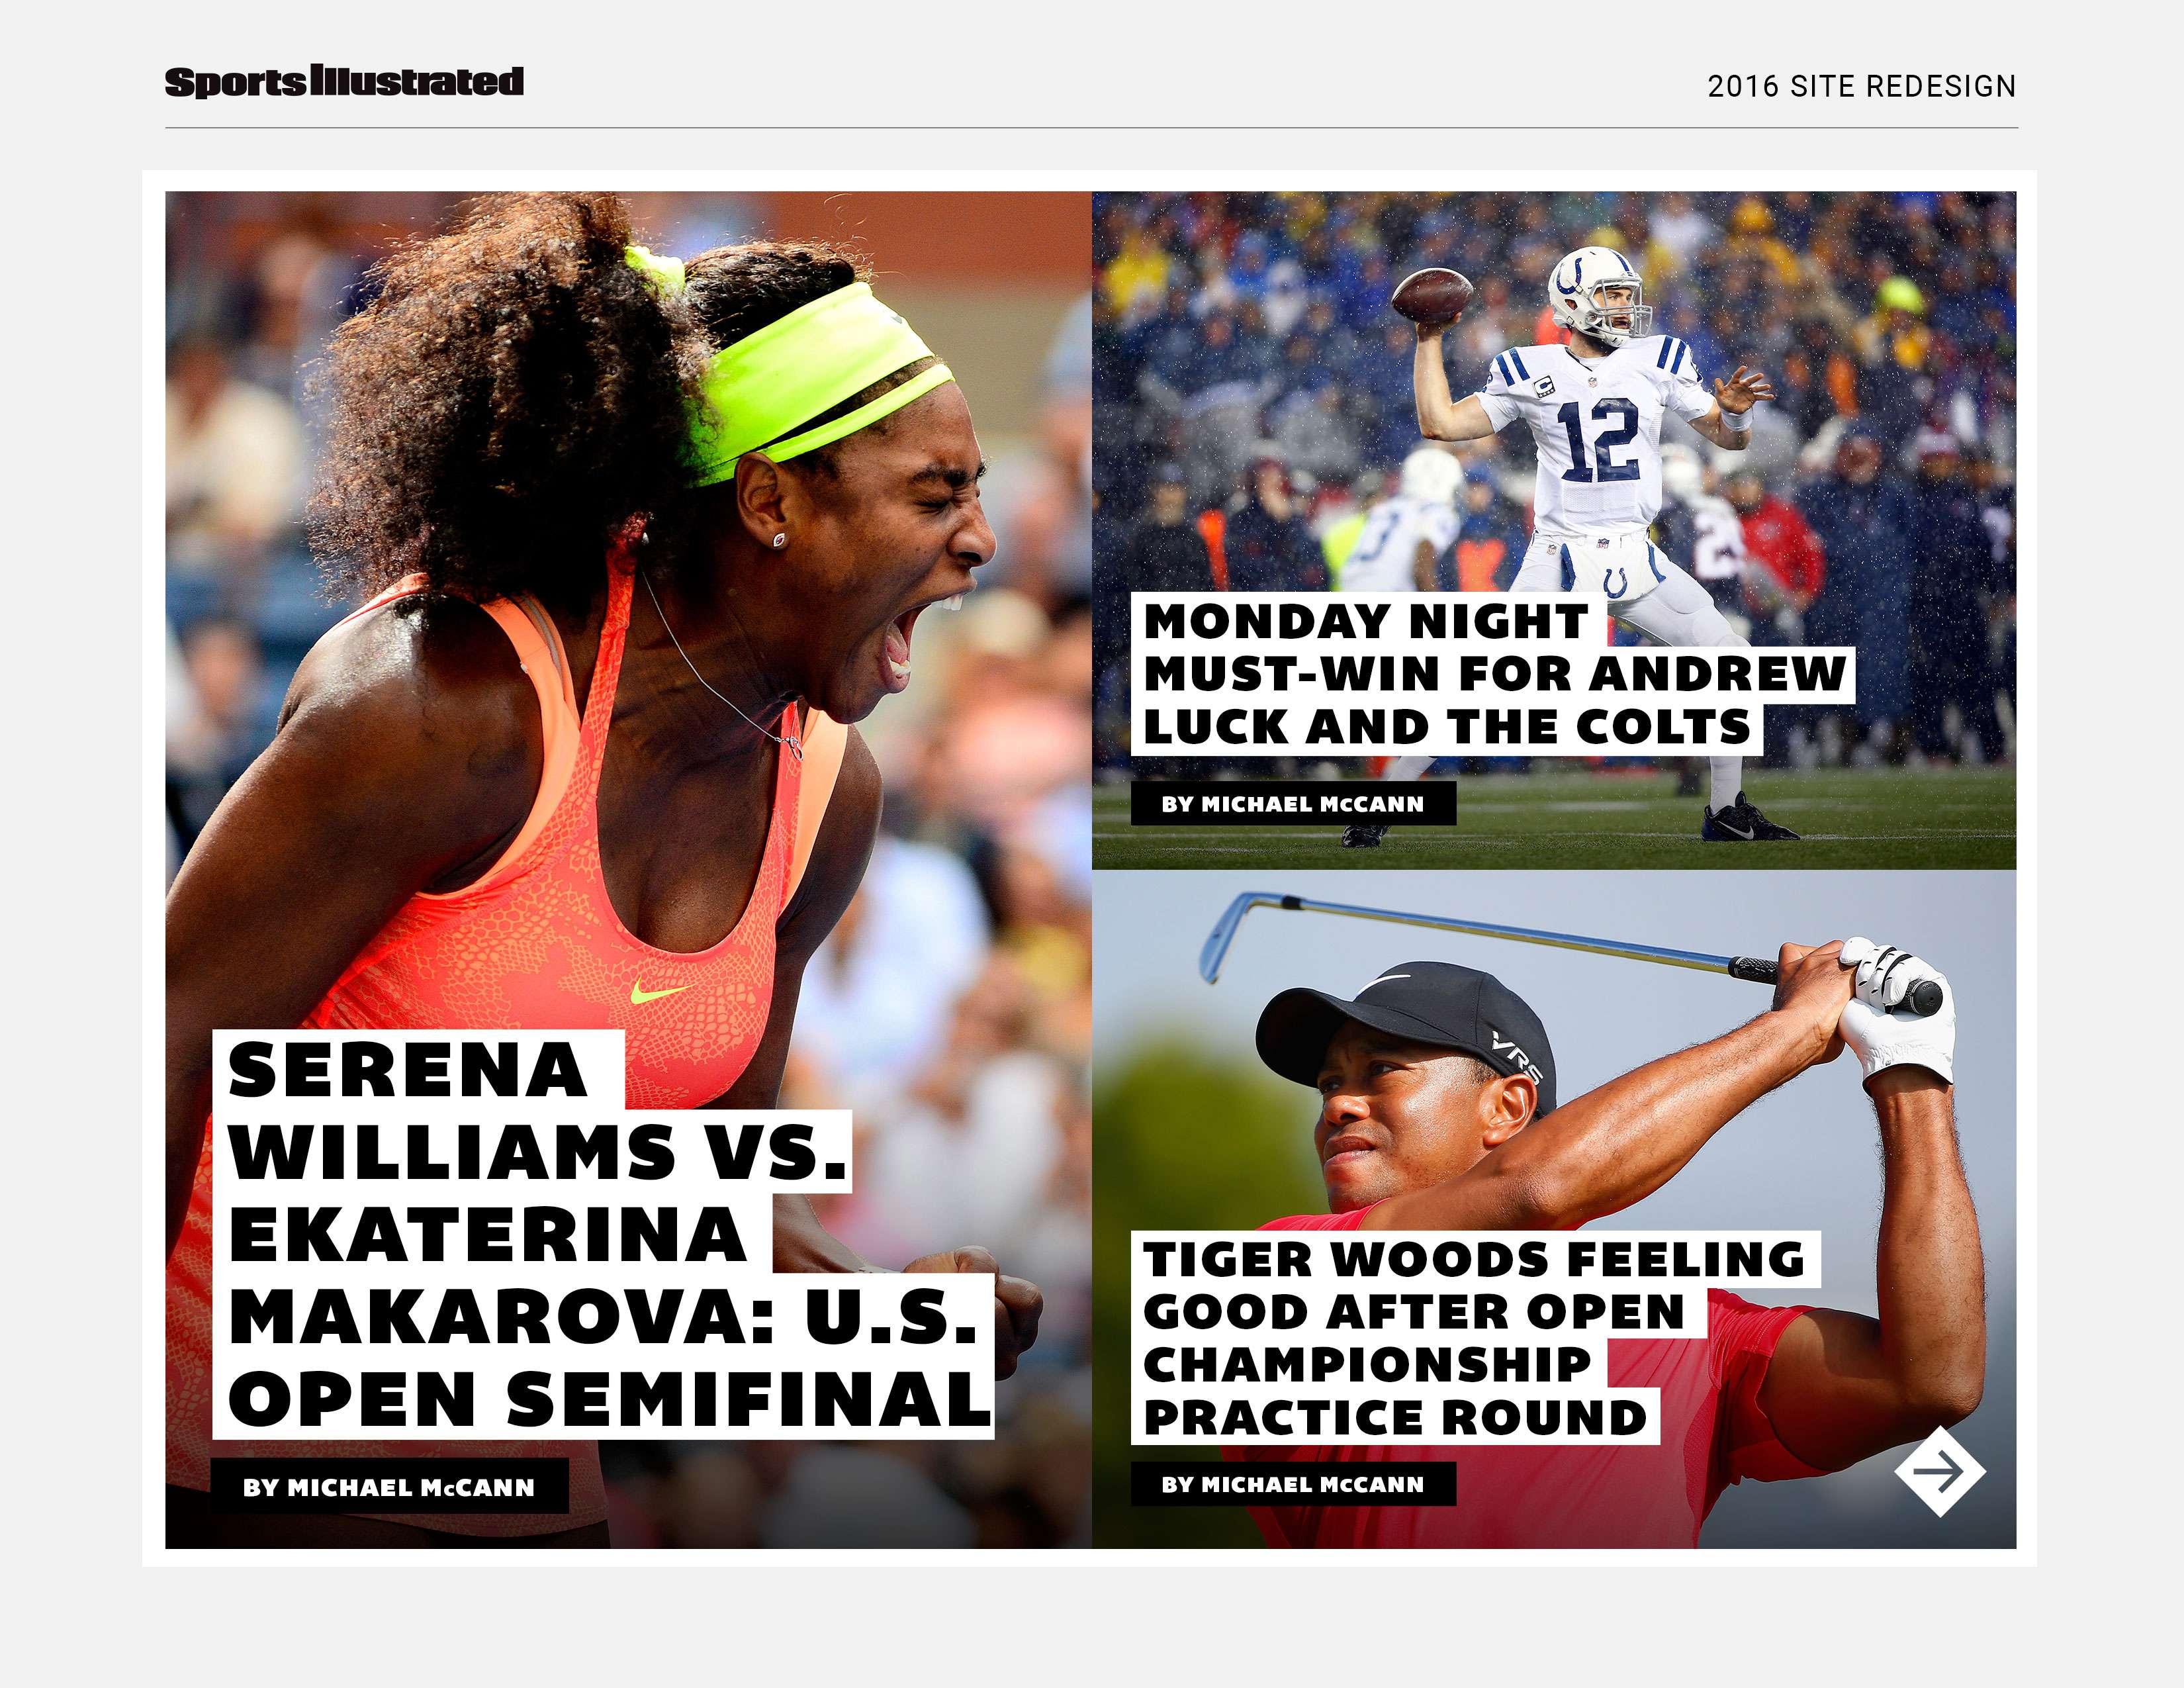 Sports Illustrated
2016 SITE REDESIGN
SERENA
WILLIAMS VS.
EKATERINA
MAKAROVA: U.S.
OPEN SEMIFINAL
BY MICHAEL McCANN
12
MONDAY NIGHT
MUST-WIN FOR ANDREW
LUCK AND THE COLTS
BY MICHAEL McCANN
VRS
TIGER WOODS FEELING
GOOD AFTER OPEN
CHAMPIONSHIP
PRACTICE ROUND
BY MICHAEL McCANN